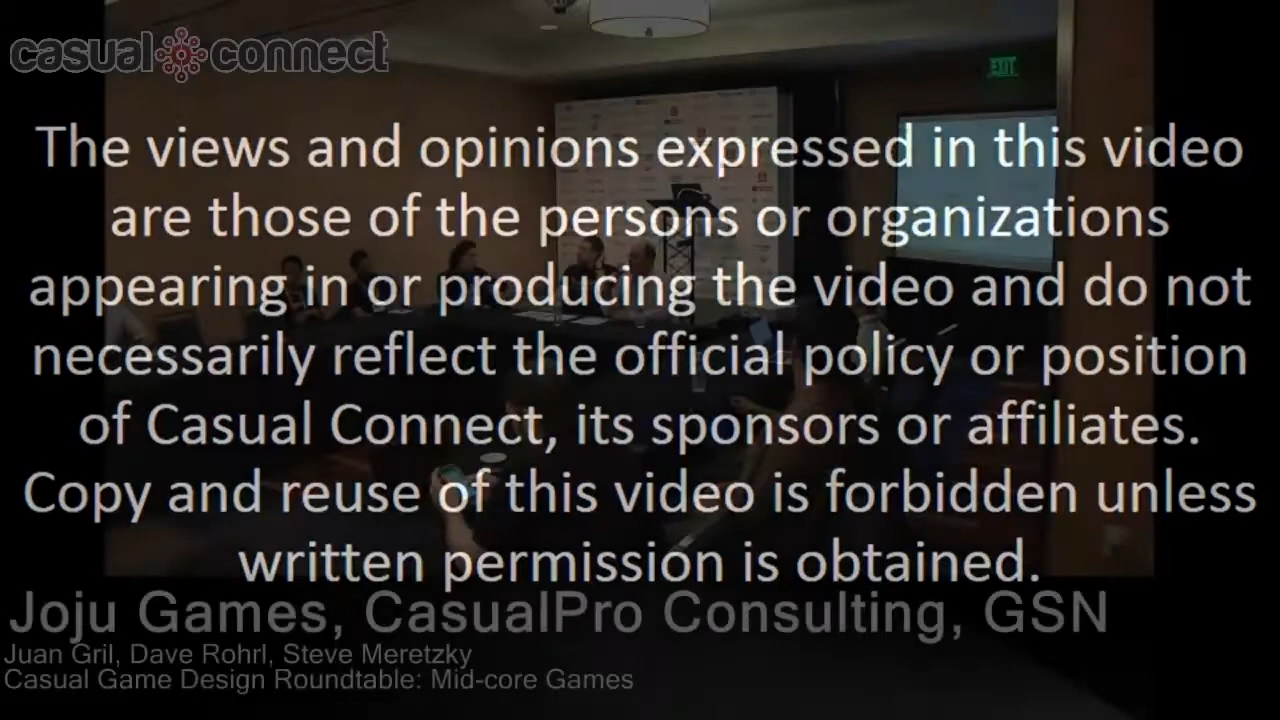 casual connect
EXIT
The views and opinions expressed in this video
are those of the persons or organizations
appearing in or producing the video and do not
necessarily reflect the official policy or position
of Casual Connect, its sponsors or affiliates.
Copy and reuse of this video is forbidden unless
written permission is obtained.
Joju Games, CasualPro Consulting, GSN
Juan Gril, Dave Rohrl, Steve Meretzky
Casual Game Design Roundtable: Mid-core Games